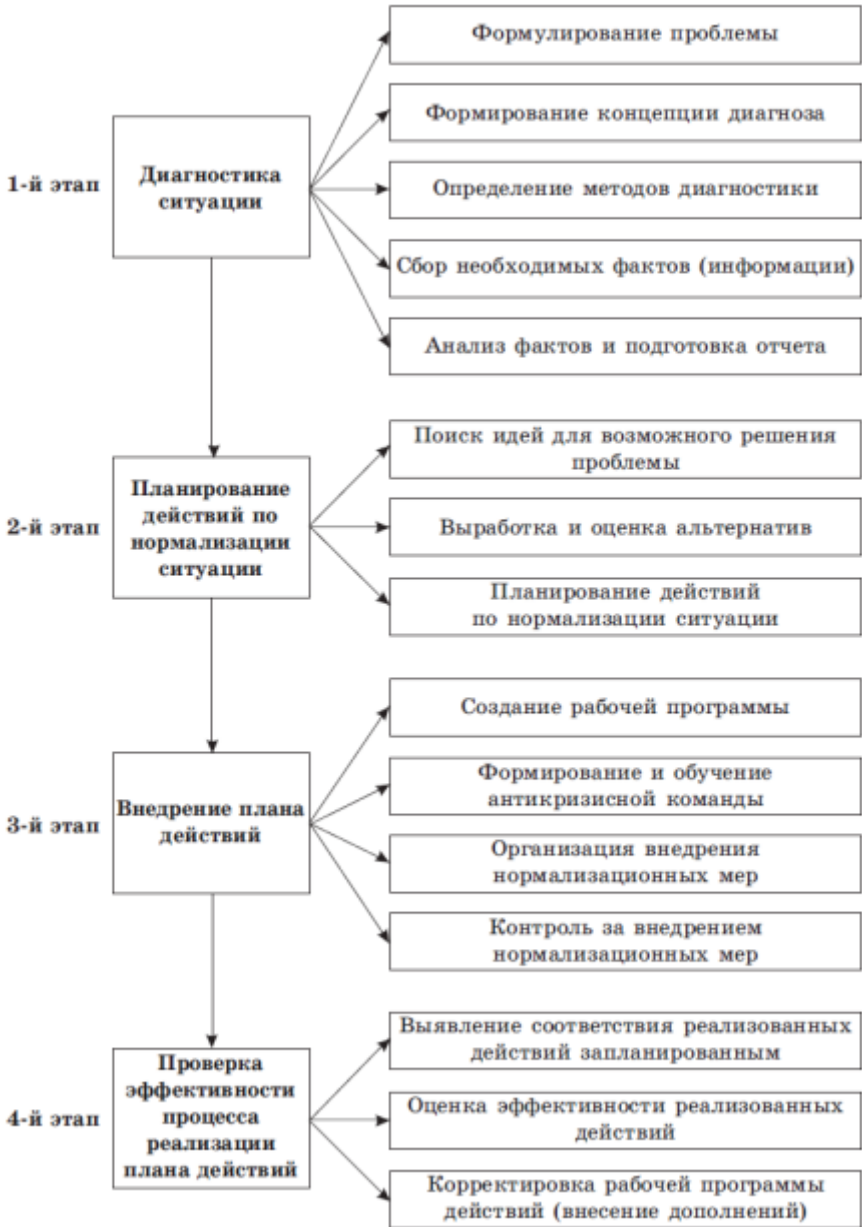 1-й этап
Диагностика
ситуации
Формулирование проблемы
Формирование концепции диагноза
Определение методов диагностики
Сбор необходимых фактов (информации)
Анализ фактов и подготовка отчета
2-й этап
Планирование
действий по
нормализации
ситуации
Поиск идей для возможного решения
проблемы
Выработка и оценка альтернатив
Планирование действий
по нормализации ситуации
3-й этап
Внедрение плана
действий
Создание рабочей программы
Формирование и обучение
антикризисной команды
Организация внедрения
нормализационных мер
Контроль за внедрением
нормализационных мер
4-й этап
Проверка
эффективности
процесса
реализации
плана действий
Выявление соответствия реализованных
действий запланированным
Оценка эффективности реализованных
действий
Корректировка рабочей программы
действий (внесение дополнений)